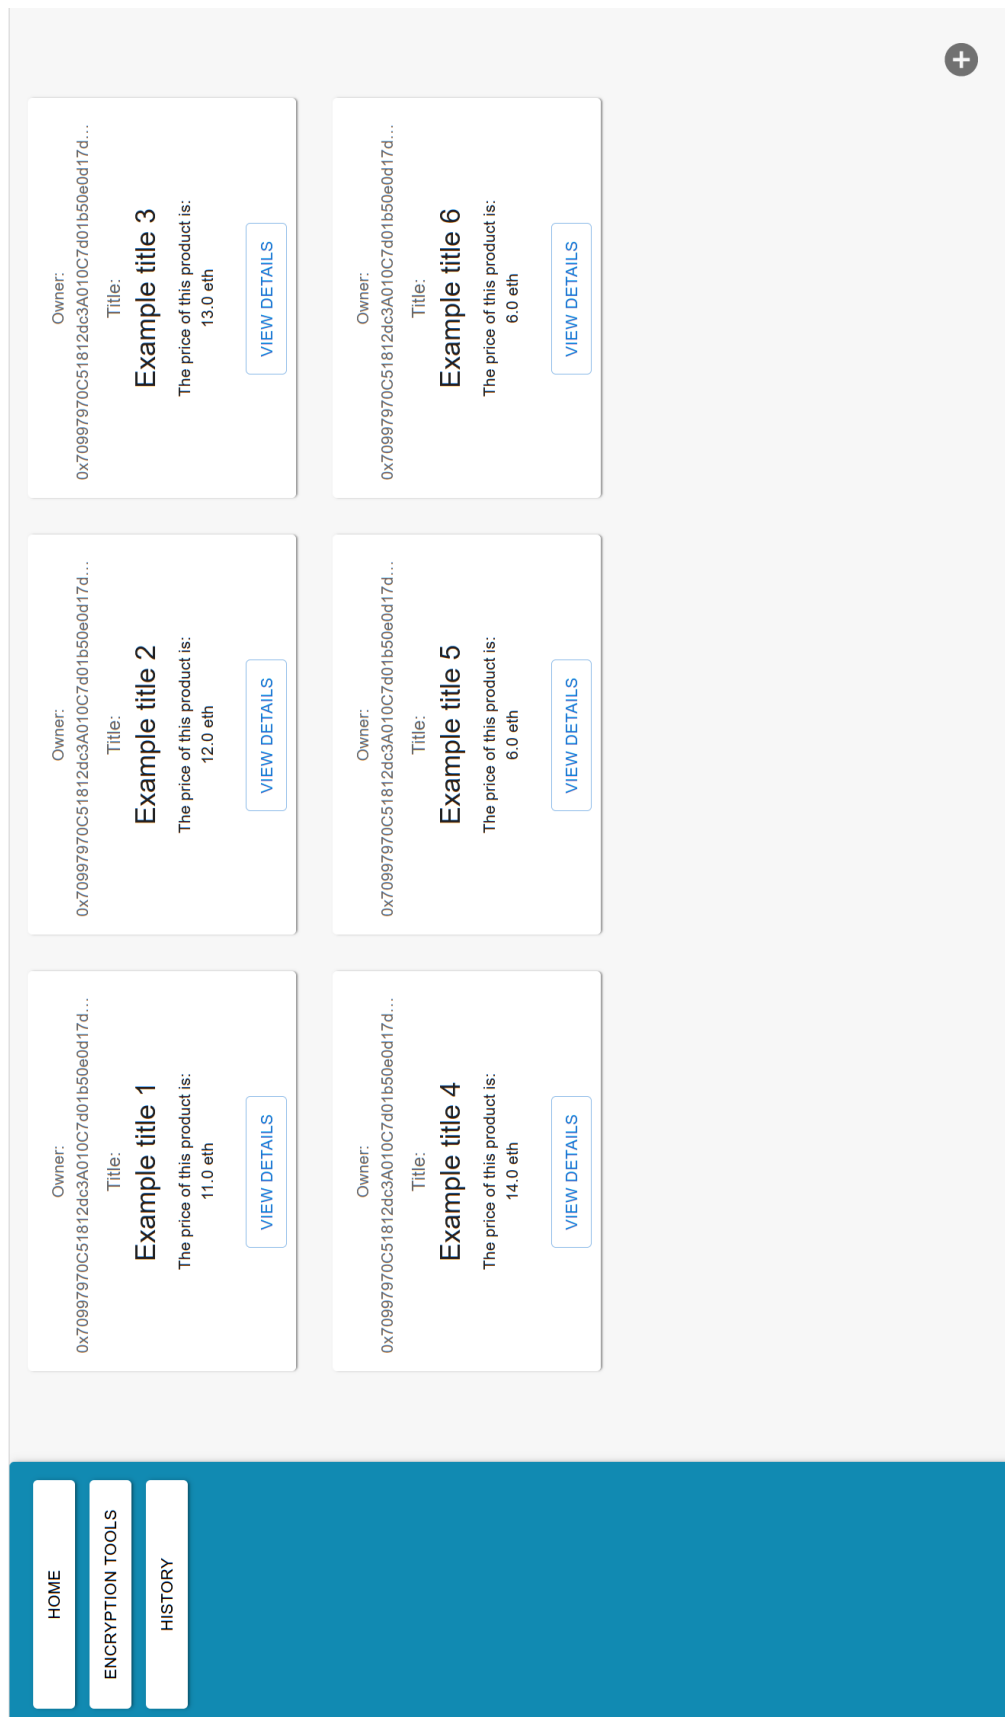 HOME
ENCRYPTION TOOLS
HISTORY
Owner:
0x70997970C51812dc3A010C7d01b50e0d17d...
Title:
Example title 1
The price of this product is:
11.0 eth
VIEW DETAILS
Owner:
0x70997970C51812dc3A010C7d01b50e0d17d...
Title:
Example title 2
The price of this product is:
12.0 eth
VIEW DETAILS
Owner:
0x70997970C51812dc3A010C7d01b50e0d17d...
Title:
Example title 3
The price of this product is:
13.0 eth
VIEW DETAILS
Owner:
0x70997970C51812dc3A010C7d01b50e0d17d...
Title:
Example title 4
The price of this product is:
14.0 eth
VIEW DETAILS
Owner:
0x70997970C51812dc3A010C7d01b50e0d17d...
Title:
Example title 5
The price of this product is:
6.0 eth
VIEW DETAILS
Owner:
0x70997970C51812dc3A010C7d01b50e0d17d...
Title:
Example title 6
The price of this product is:
6.0 eth
VIEW DETAILS